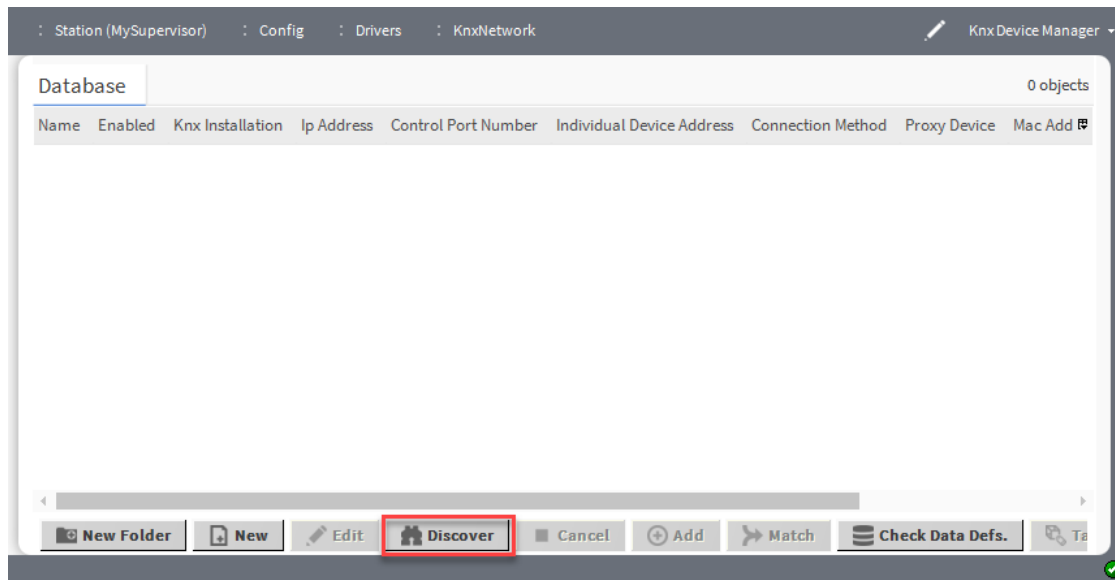 : Station (MySupervisor) : Config : Drivers : KnxNetwork Knx Device Manager
Database 0 objects
Name Enabled Knx Installation Ip Address Control Port Number Individual Device Address Connection Method Proxy Device Mac Add
New Folder New Edit Discover Cancel Add Match Check Data Defs. Ta